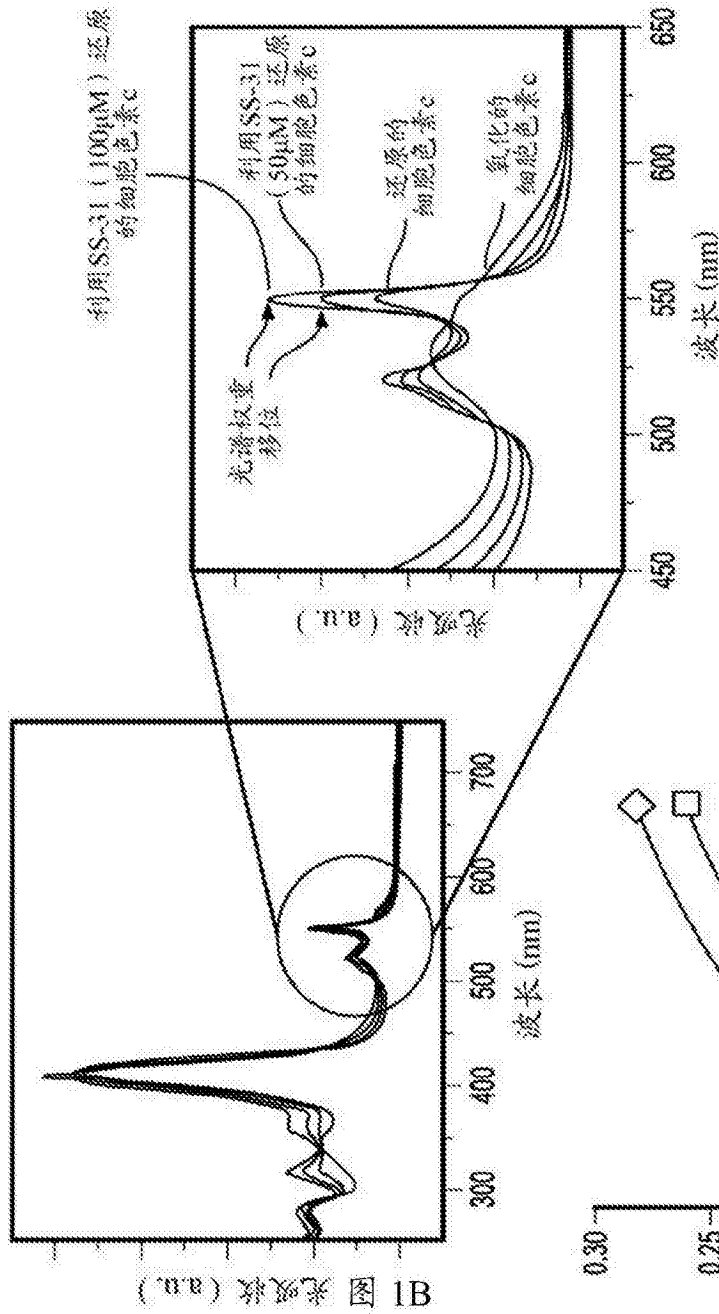 利用SS-31（100μM）还原
的细胞色素c
利用SS-31
（50μM）还原
的细胞色素c
还原的
细胞色素c
氧化的
细胞色素c
光谱权重
移位
光吸收（a.u.）
450
500
550
600
650
波长(nm)
光吸收（a.u.）
300
400
500
600
700
波长(nm)
图 1B
0.30
0.25